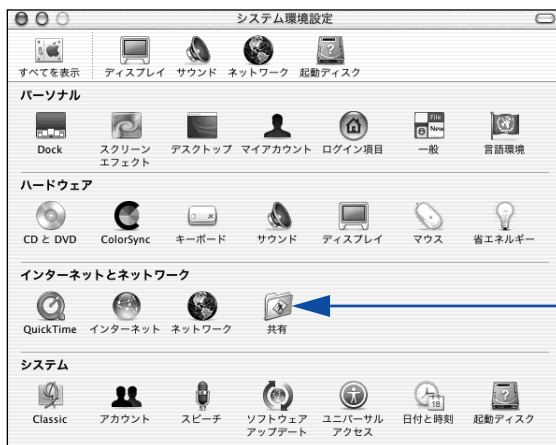 システム環境設定
すべてを表示 ディスプレイ サウンド ネットワーク 起動ディスク
パーソナル
Dock スクリーン エフェクト デスクトップ マイアカウント ログイン項目 一般 言語環境
File
New
ハードウェア
CD と DVD ColorSync キーボード サウンド ディスプレイ マウス 省エネルギー
インターネットとネットワーク
QuickTime インターネット ネットワーク 共有
システム
18
Classic アカウント スピーチ ソフトウェア アップデート ユニバーサル アクセス 日付と時刻 起動ディスク